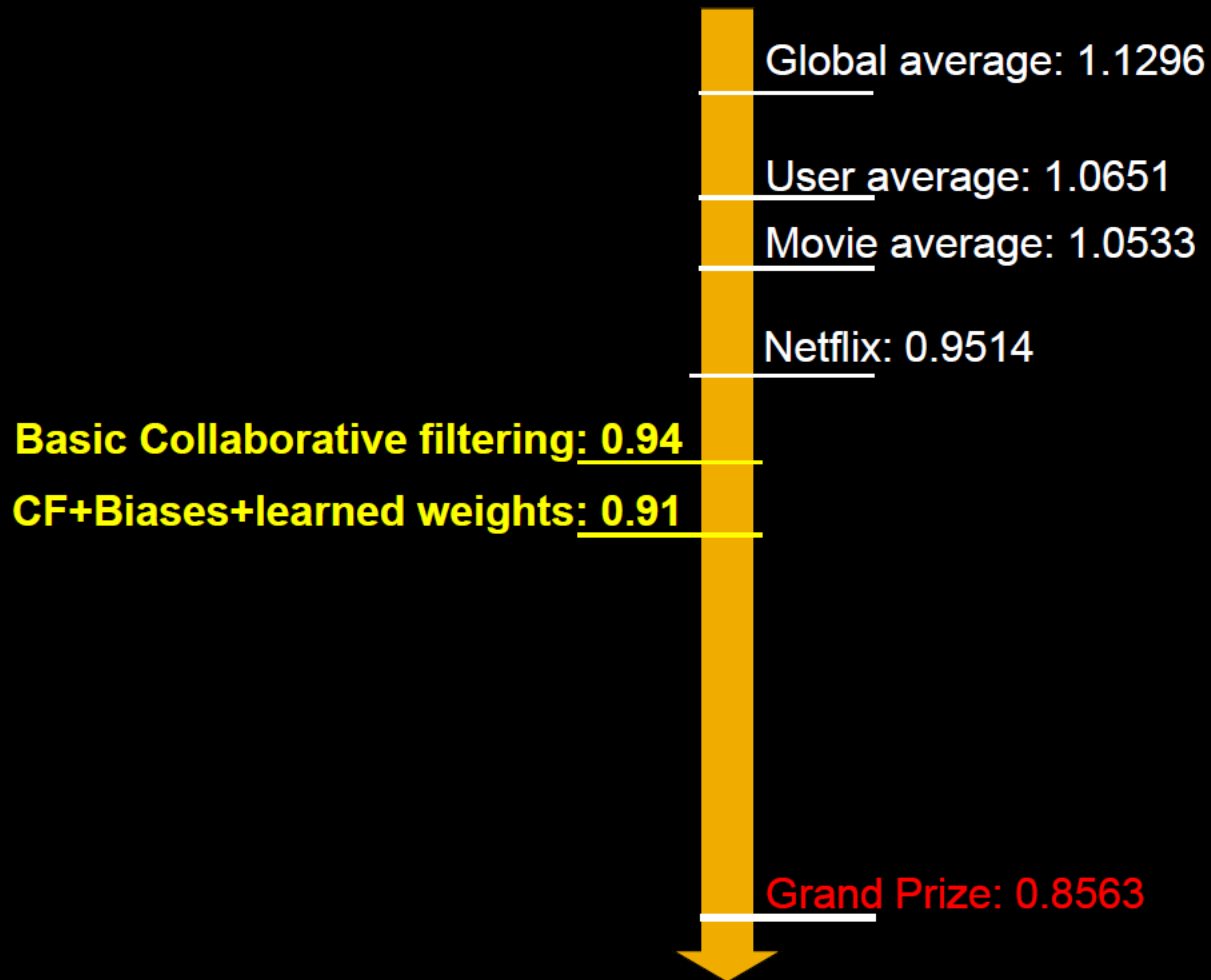 Global average: 1.1296
User average: 1.0651
Movie average: 1.0533
Netflix: 0.9514
Basic Collaborative filtering: 0.94
CF+Biases+learned weights: 0.91
Grand Prize: 0.8563